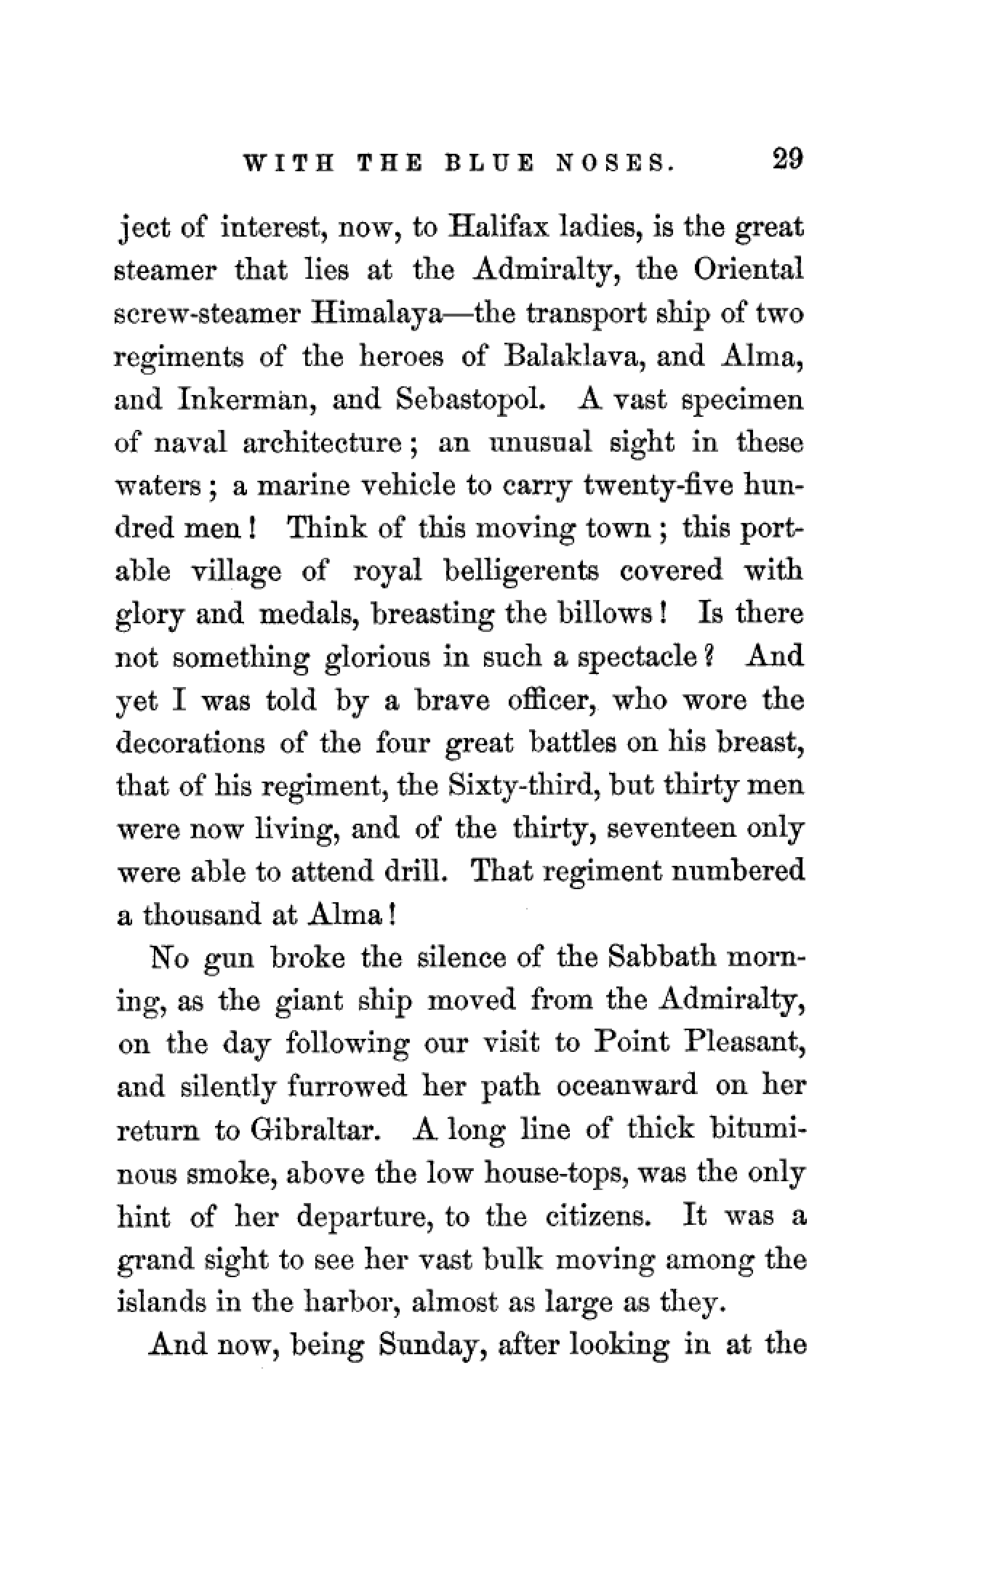 WITH THE BLUE NOSES. 29
ject of interest, now, to Halifax ladies, is the great
steamer that lies at the Admiralty, the Oriental
screw-steamer Himalaya—the transport ship of two
regiments of the heroes of Balaklava, and Alma,
and Inkerman, and Sebastopol. A vast specimen
of naval architecture; an unusual sight in these
waters; a marine vehicle to carry twenty-five hun-
dred men! Think of this moving town; this port-
able village of royal belligerents covered with
glory and medals, breasting the billows! Is there
not something glorious in such a spectacle? And
yet I was told by a brave officer, who wore the
decorations of the four great battles on his breast,
that of his regiment, the Sixty-third, but thirty men
were now living, and of the thirty, seventeen only
were able to attend drill. That regiment numbered
a thousand at Alma!
No gun broke the silence of the Sabbath morn-
ing, as the giant ship moved from the Admiralty,
on the day following our visit to Point Pleasant,
and silently furrowed her path oceanward on her
return to Gibraltar. A long line of thick bitumi-
nous smoke, above the low house-tops, was the only
hint of her departure, to the citizens. It was a
grand sight to see her vast bulk moving among the
islands in the harbor, almost as large as they.
And now, being Sunday, after looking in at the